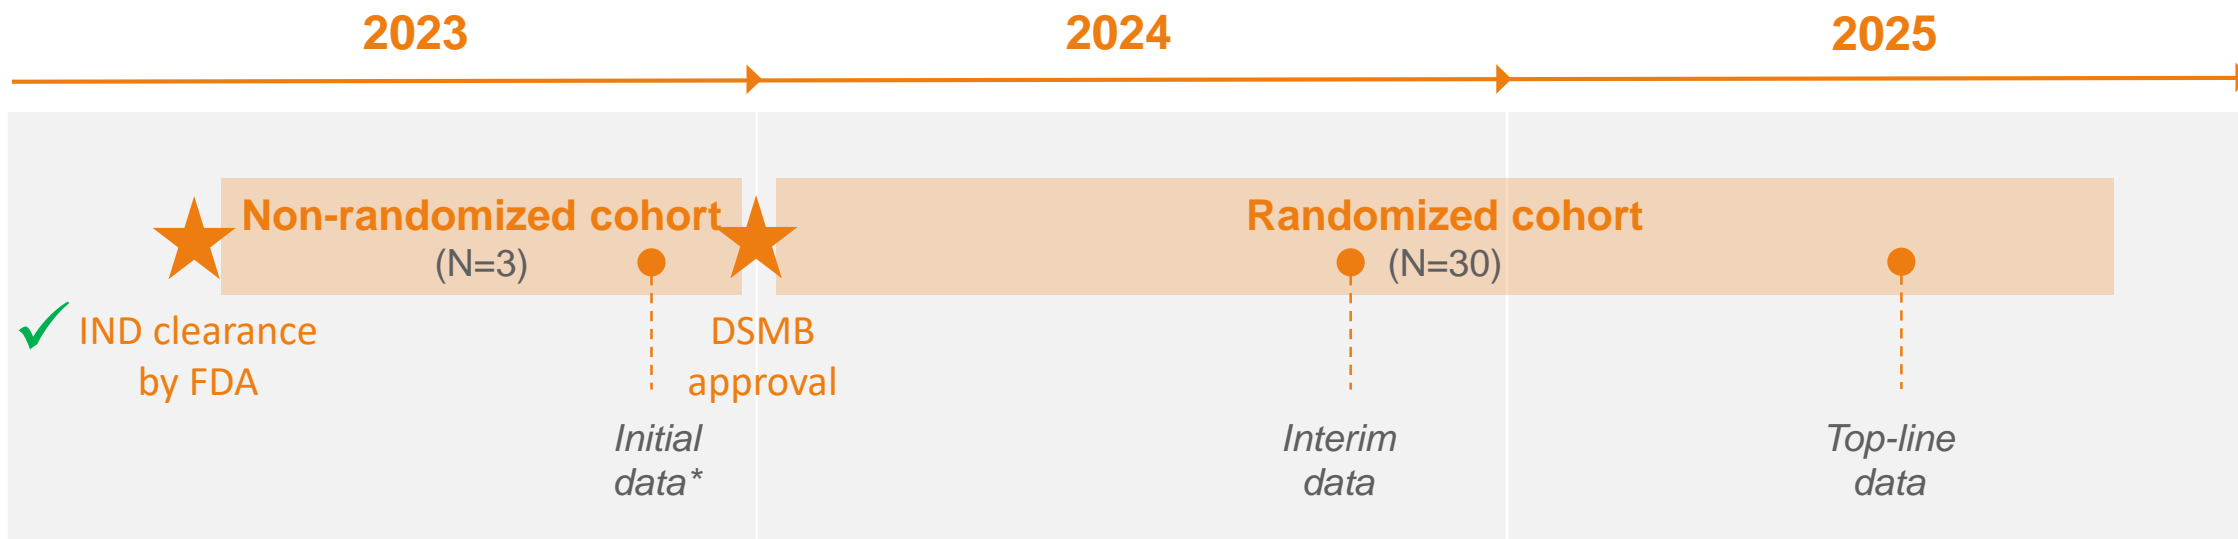 2023
2024
2025
Non-randomized cohort
(N=3)
Randomized cohort
(N=30)
IND clearance
by FDA
DSMB
approval
Initial
data*
Interim
data
Top-line
data